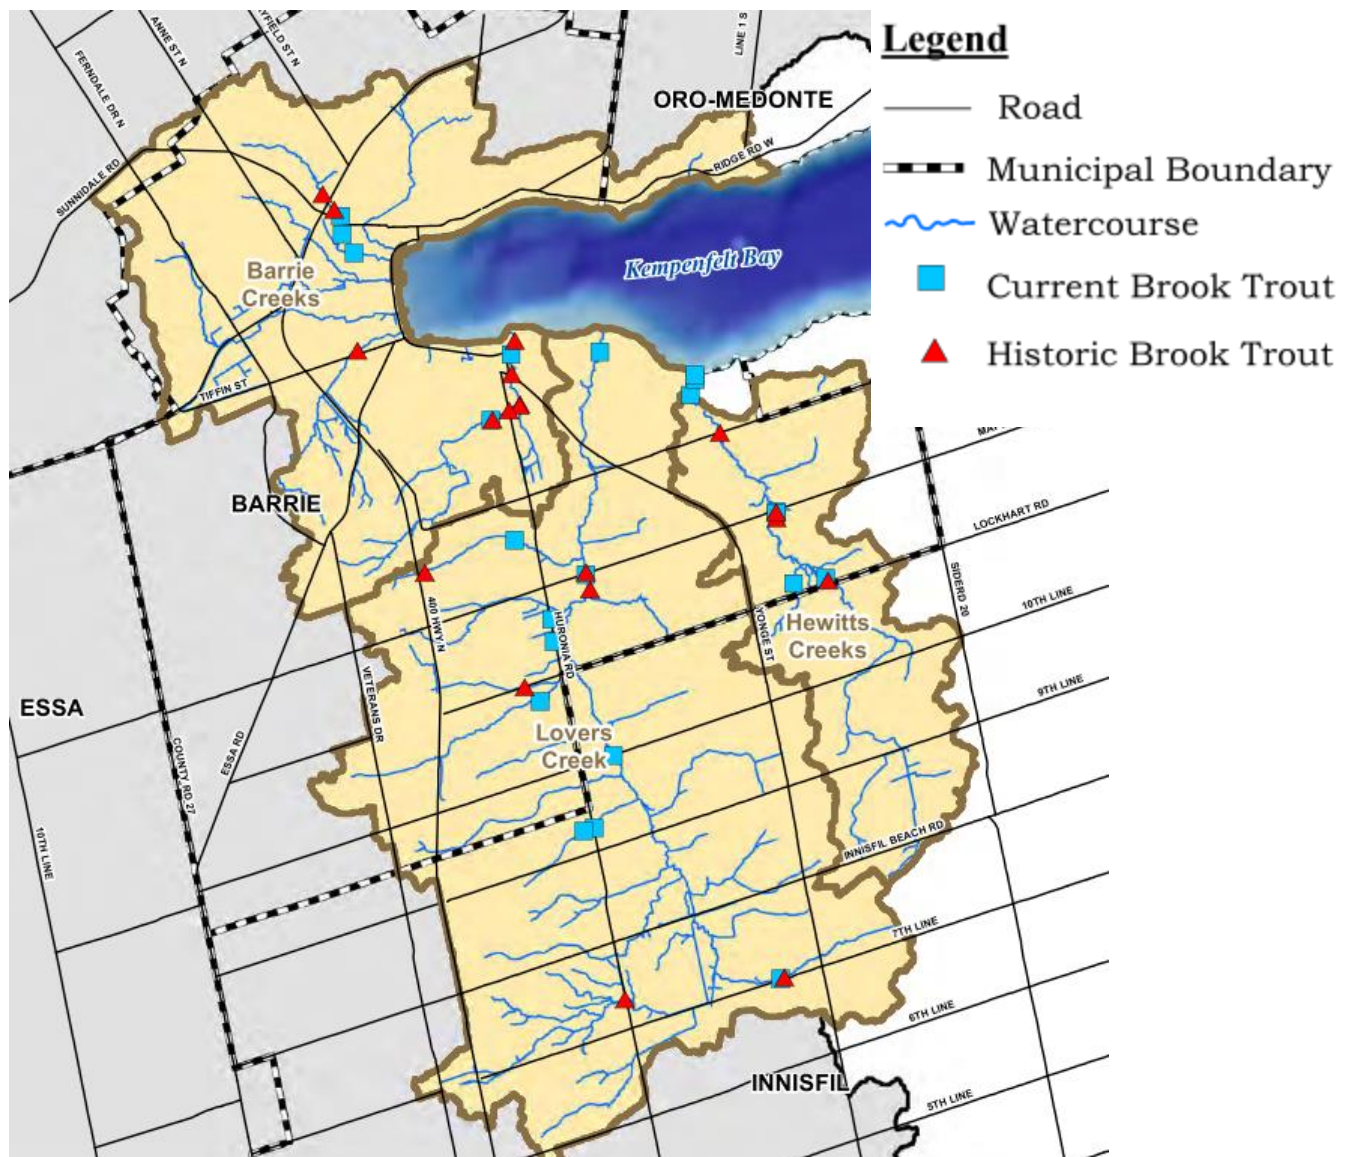 Legend
Road
Municipal Boundary
Watercourse
Current Brook Trout
Historic Brook Trout
ANNE ST N
FERNDALE DR N
LINE 1 S
ORO-MEDONTE
RIDGE RD W
SUNNIDALE RD
Kempenfelt Bay
Barrie
Creeks
TIFFIN ST
BARRIE
LOCKHART RD
SIDERD 20
10TH LINE
400 HWY N
HURONIA RD
YONGE ST
Hewitts
Creeks
VETERANS DR
9TH LINE
ESSA
COUNTY RD 27
ESSA RD
Lovers
Creek
10TH LINE
INNISFIL BEACH RD
7TH LINE
6TH LINE
INNISFIL
5TH LINE